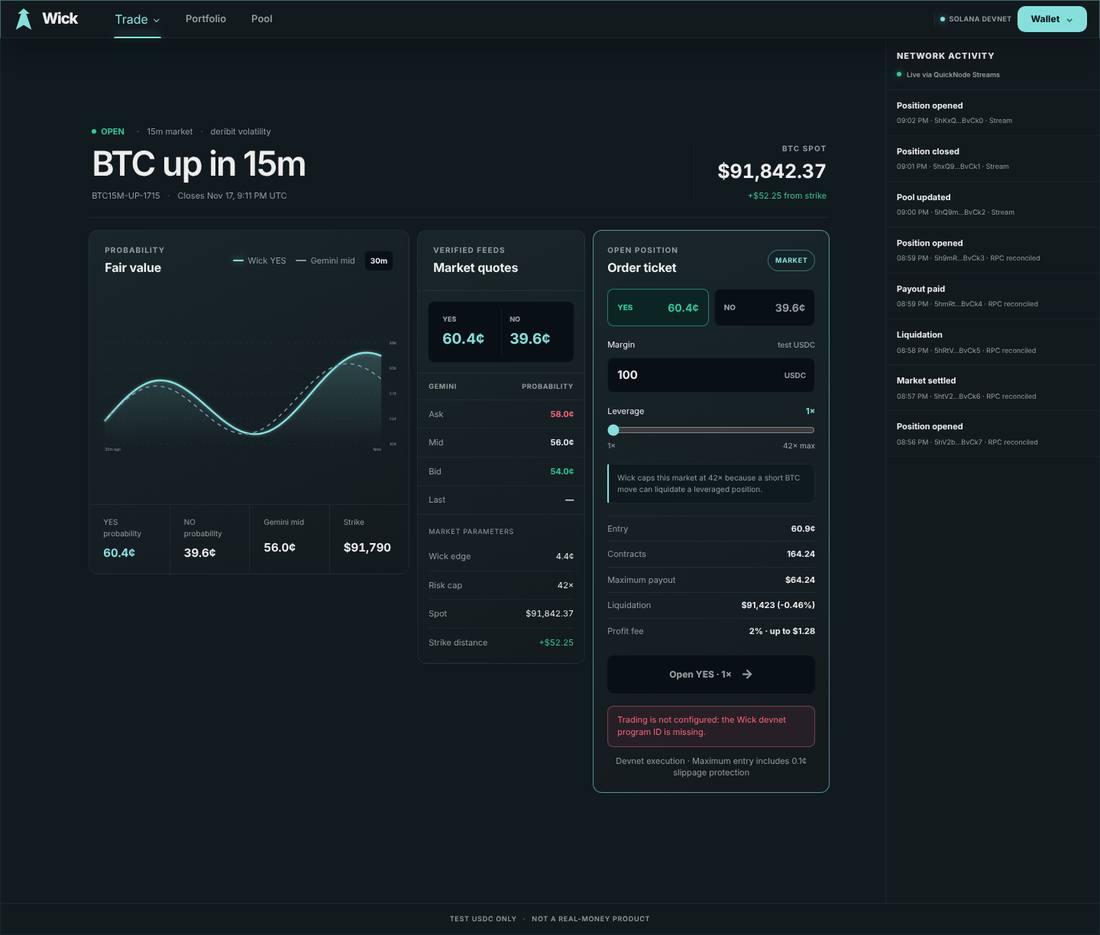 Wick
Trade
Portfolio
Pool
SOLANA DEVNET
Wallet
OPEN · 15m market · deribit volatility
BTC up in 15m
BTC15M-UP-1715 · Closes Nov 17, 9:11 PM UTC
BTC SPOT
$91,842.37
+$52.25 from strike
PROBABILITY
Fair value
Wick YES
Gemini mid
30m
30m ago
now
YES probability
60.4¢
NO probability
39.6¢
Gemini mid
56.0¢
Strike
$91,790
VERIFIED FEEDS
Market quotes
YES
60.4¢
NO
39.6¢
GEMINI PROBABILITY
Ask 58.0¢
Mid 56.0¢
Bid 54.0¢
Last —
MARKET PARAMETERS
Wick edge 4.4¢
Risk cap 42×
Spot $91,842.37
Strike distance +$52.25
OPEN POSITION
Order ticket
MARKET
YES 60.4¢
NO 39.6¢
Margin test USDC
100 USDC
Leverage 1×
1× 42× max
Wick caps this market at 42× because a short BTC
move can liquidate a leveraged position.
Entry 60.9¢
Contracts 164.24
Maximum payout $64.24
Liquidation $91,423 (-0.46%)
Profit fee 2% · up to $1.28
Open YES · 1× →
Trading is not configured: the Wick devnet
program ID is missing.
Devnet execution · Maximum entry includes 0.1¢
slippage protection
NETWORK ACTIVITY
Live via QuickNode Streams
Position opened
09:02 PM · 5hKxQ...BvCk0 · Stream
Position closed
09:01 PM · 5hxQ9...BvCk1 · Stream
Pool updated
09:00 PM · 5hQ9m...BvCk2 · Stream
Position opened
08:59 PM · 5h9mR...BvCk3 · RPC reconciled
Payout paid
08:59 PM · 5hmRt...BvCk4 · RPC reconciled
Liquidation
08:58 PM · 5hRtV...BvCk5 · RPC reconciled
Market settled
08:57 PM · 5htV2...BvCk6 · RPC reconciled
Position opened
08:56 PM · 5hV2b...BvCk7 · RPC reconciled
TEST USDC ONLY · NOT A REAL-MONEY PRODUCT